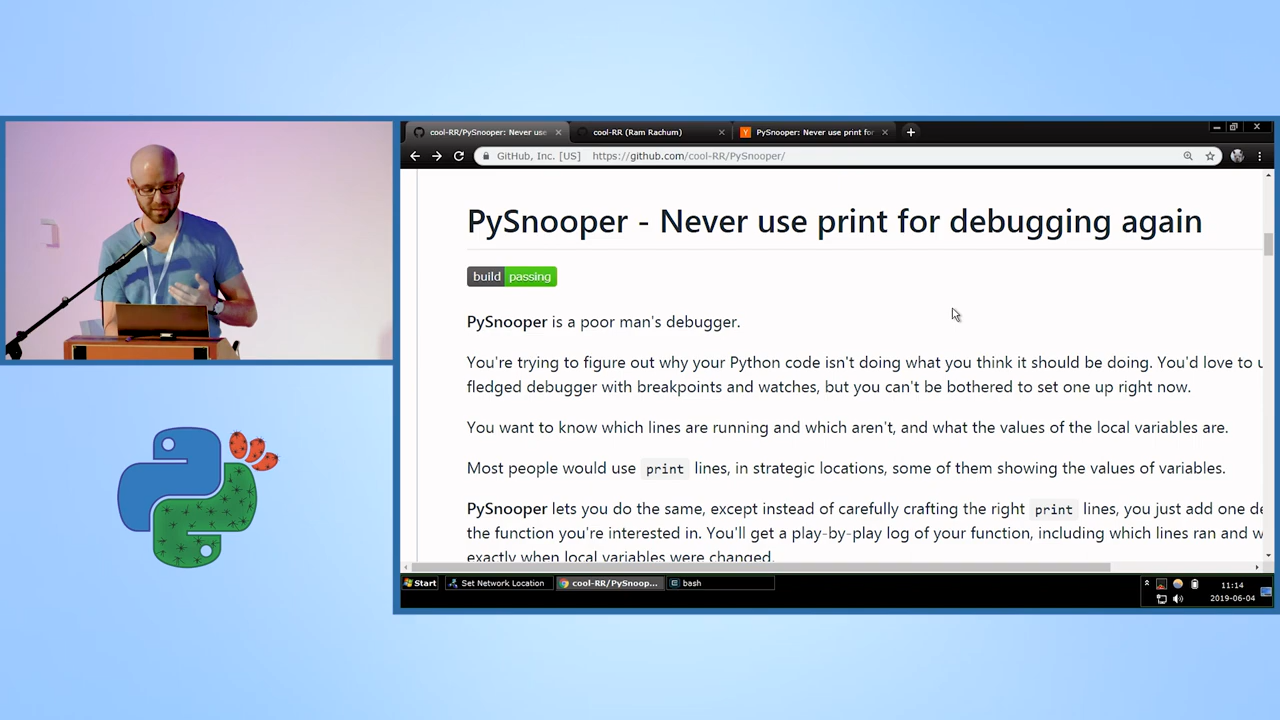 cool-RR/PySnooper: Never use
cool-RR (Ram Rachum)
PySnooper: Never use print for
GitHub, Inc. [US]
https://github.com/cool-RR/PySnooper/
PySnooper - Never use print for debugging again
build passing
PySnooper is a poor man's debugger.
You're trying to figure out why your Python code isn't doing what you think it should be doing. You'd love to u
fledged debugger with breakpoints and watches, but you can't be bothered to set one up right now.
You want to know which lines are running and which aren't, and what the values of the local variables are.
Most people would use print lines, in strategic locations, some of them showing the values of variables.
PySnooper lets you do the same, except instead of carefully crafting the right print lines, you just add one de
the function you're interested in. You'll get a play-by-play log of your function, including which lines ran and w
exactly when local variables were changed.
Start
Set Network Location
cool-RR/PySnoop...
bash
11:14
2019-06-04